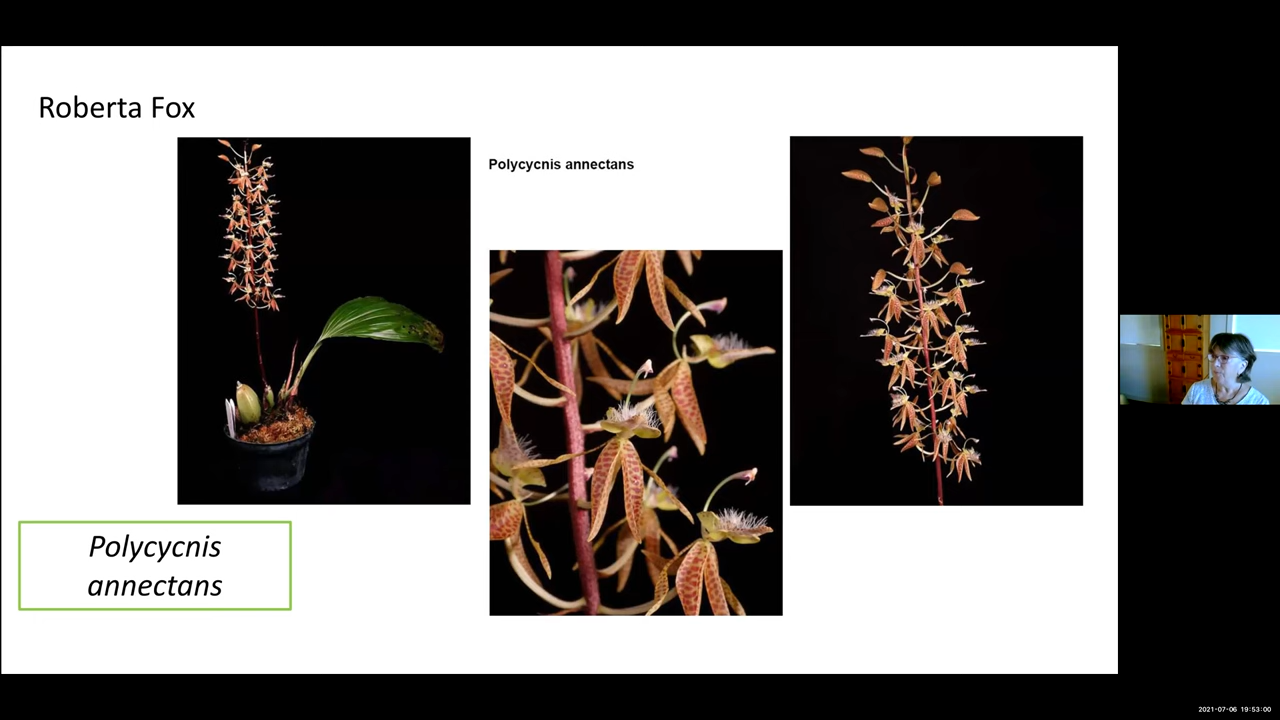 Roberta Fox
Polycycnis annectans
Polycycnis
annectans
2021-07-06 19:53:00